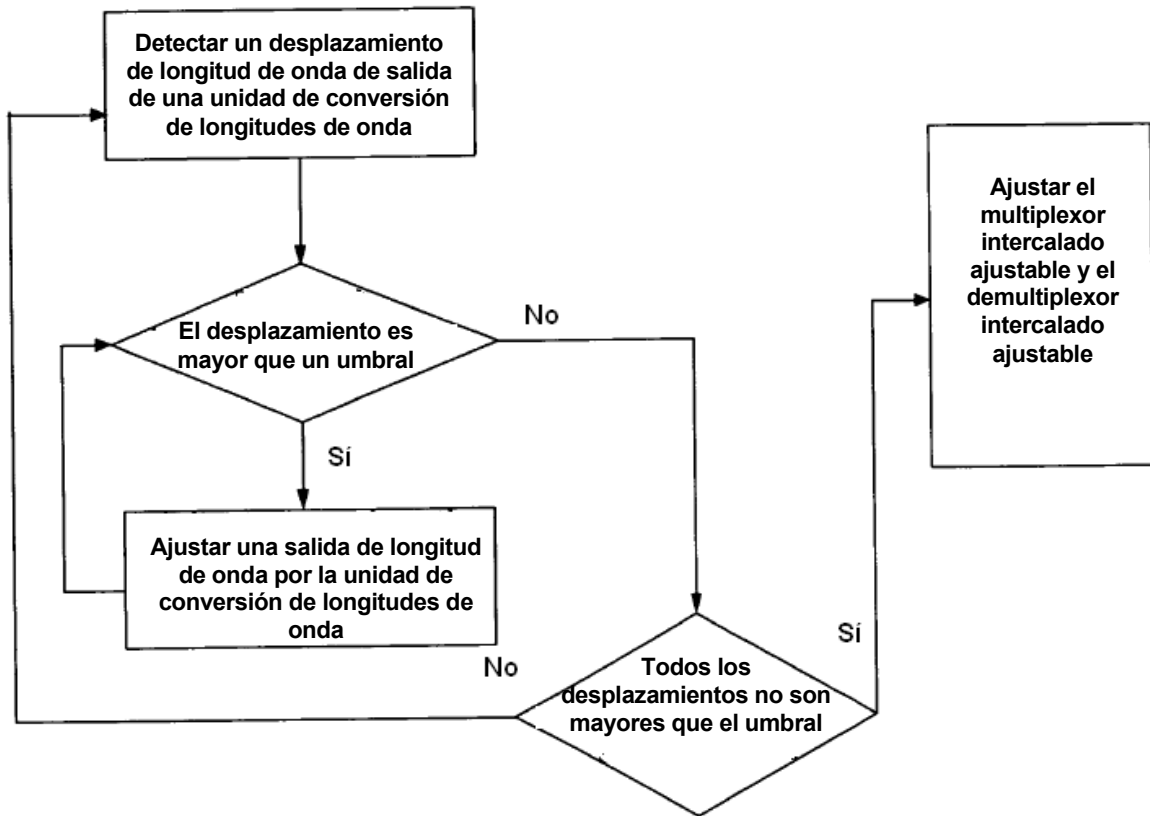 Detectar un desplazamiento
de longitud de onda de salida
de una unidad de conversión
de longitudes de onda
El desplazamiento es
mayor que un umbral
No
Sí
Ajustar una salida de longitud
de onda por la unidad de
conversión de longitudes de
onda
No
Todos los
desplazamientos no son
mayores que el umbral
Sí
Ajustar el
multiplexor
intercalado
ajustable y el
demultiplexor
intercalado
ajustable